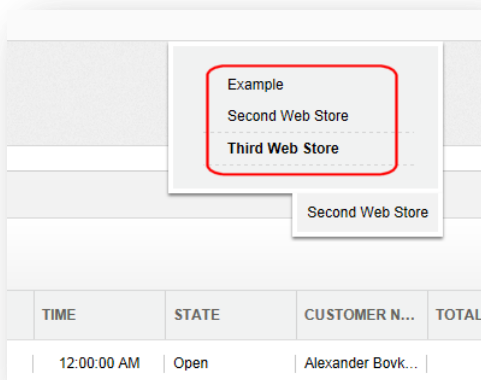 Example
Second Web Store
Third Web Store
Second Web Store
TIME STATE CUSTOMER N... TOTAL
12:00:00 AM Open Alexander Bovk...